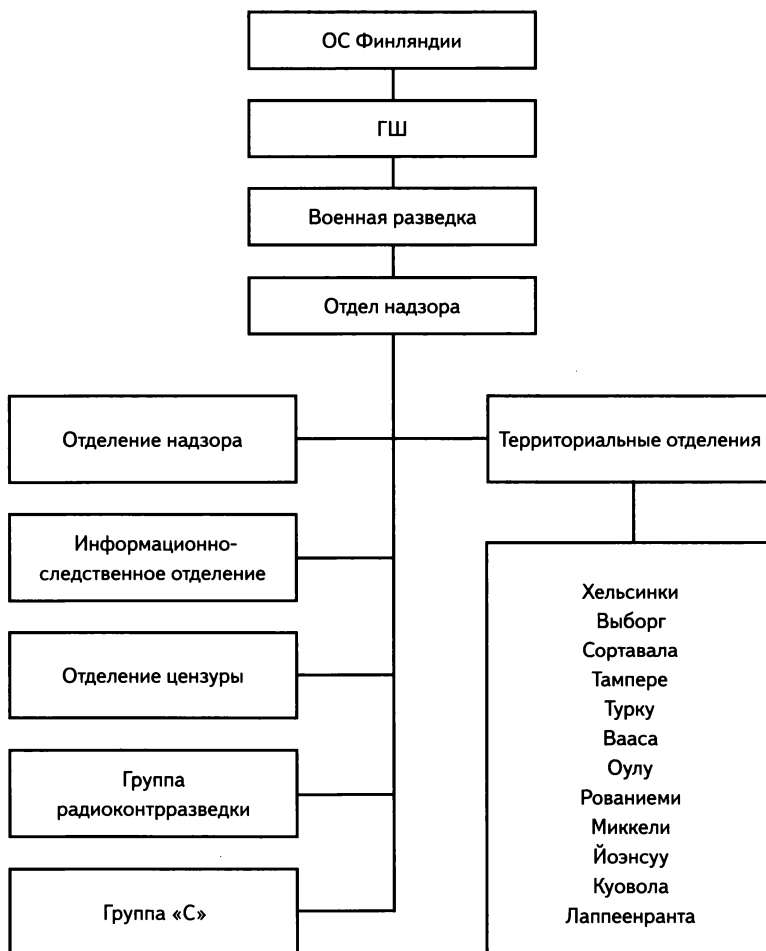 ОС Финляндии
ГШ
Военная разведка
Отдел надзора
Отделение надзора
Территориальные отделения
Информационно-
следственное отделение
Отделение цензуры
Группа
радиоконтрразведки
Группа «С»
Хельсинки
Выборг
Сортавала
Тампере
Турку
Вааса
Оулу
Рованиеми
Миккели
Йоэнсуу
Куовола
Лаппеенранта